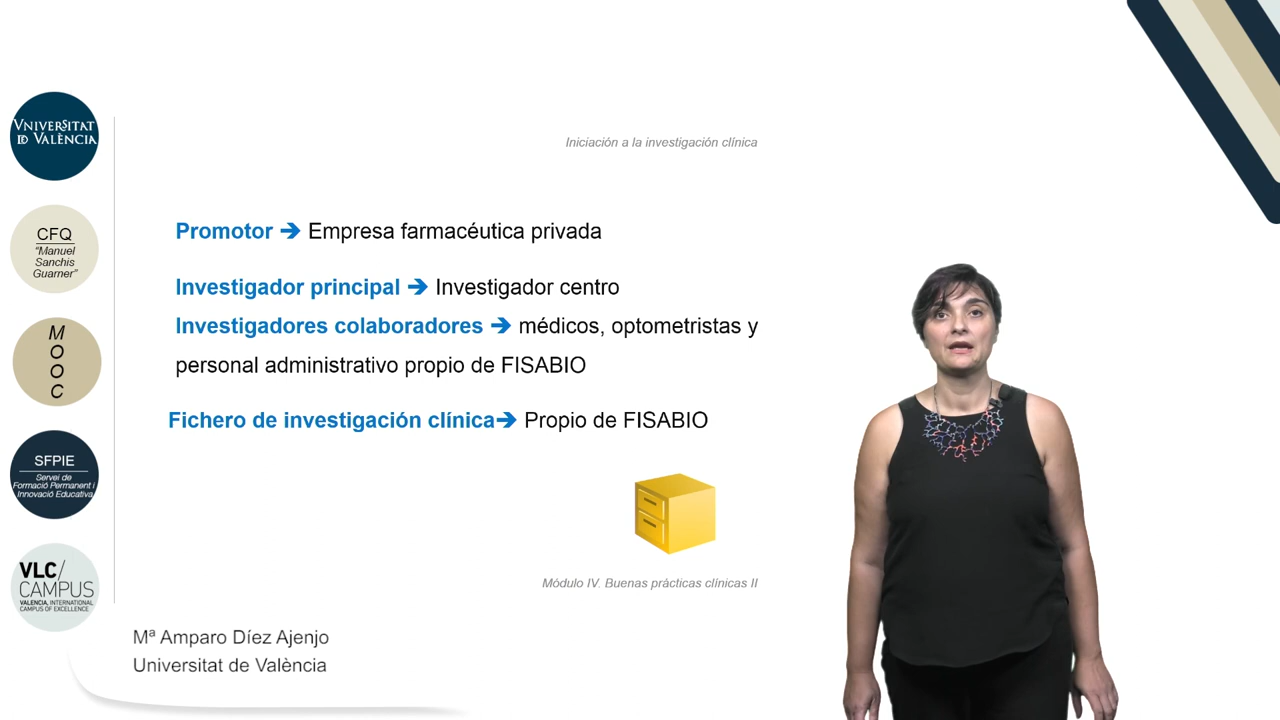 VNIVERSITAT
DE VALÈNCIA
CFQ
"Manuel
Sanchis
Guarner"
M
O
O
C
SFPIE
Servei de
Formació Permanent i
Innovació Educativa
VLC/
CAMPUS
VALENCIA, INTERNATIONAL
CAMPUS OF EXCELLENCE
Iniciación a la investigación clínica
Promotor ➔ Empresa farmacéutica privada
Investigador principal ➔ Investigador centro
Investigadores colaboradores ➔ médicos, optometristas y
personal administrativo propio de FISABIO
Fichero de investigación clínica➔ Propio de FISABIO
Módulo IV. Buenas prácticas clínicas II
Mª Amparo Díez Ajenjo
Universitat de València